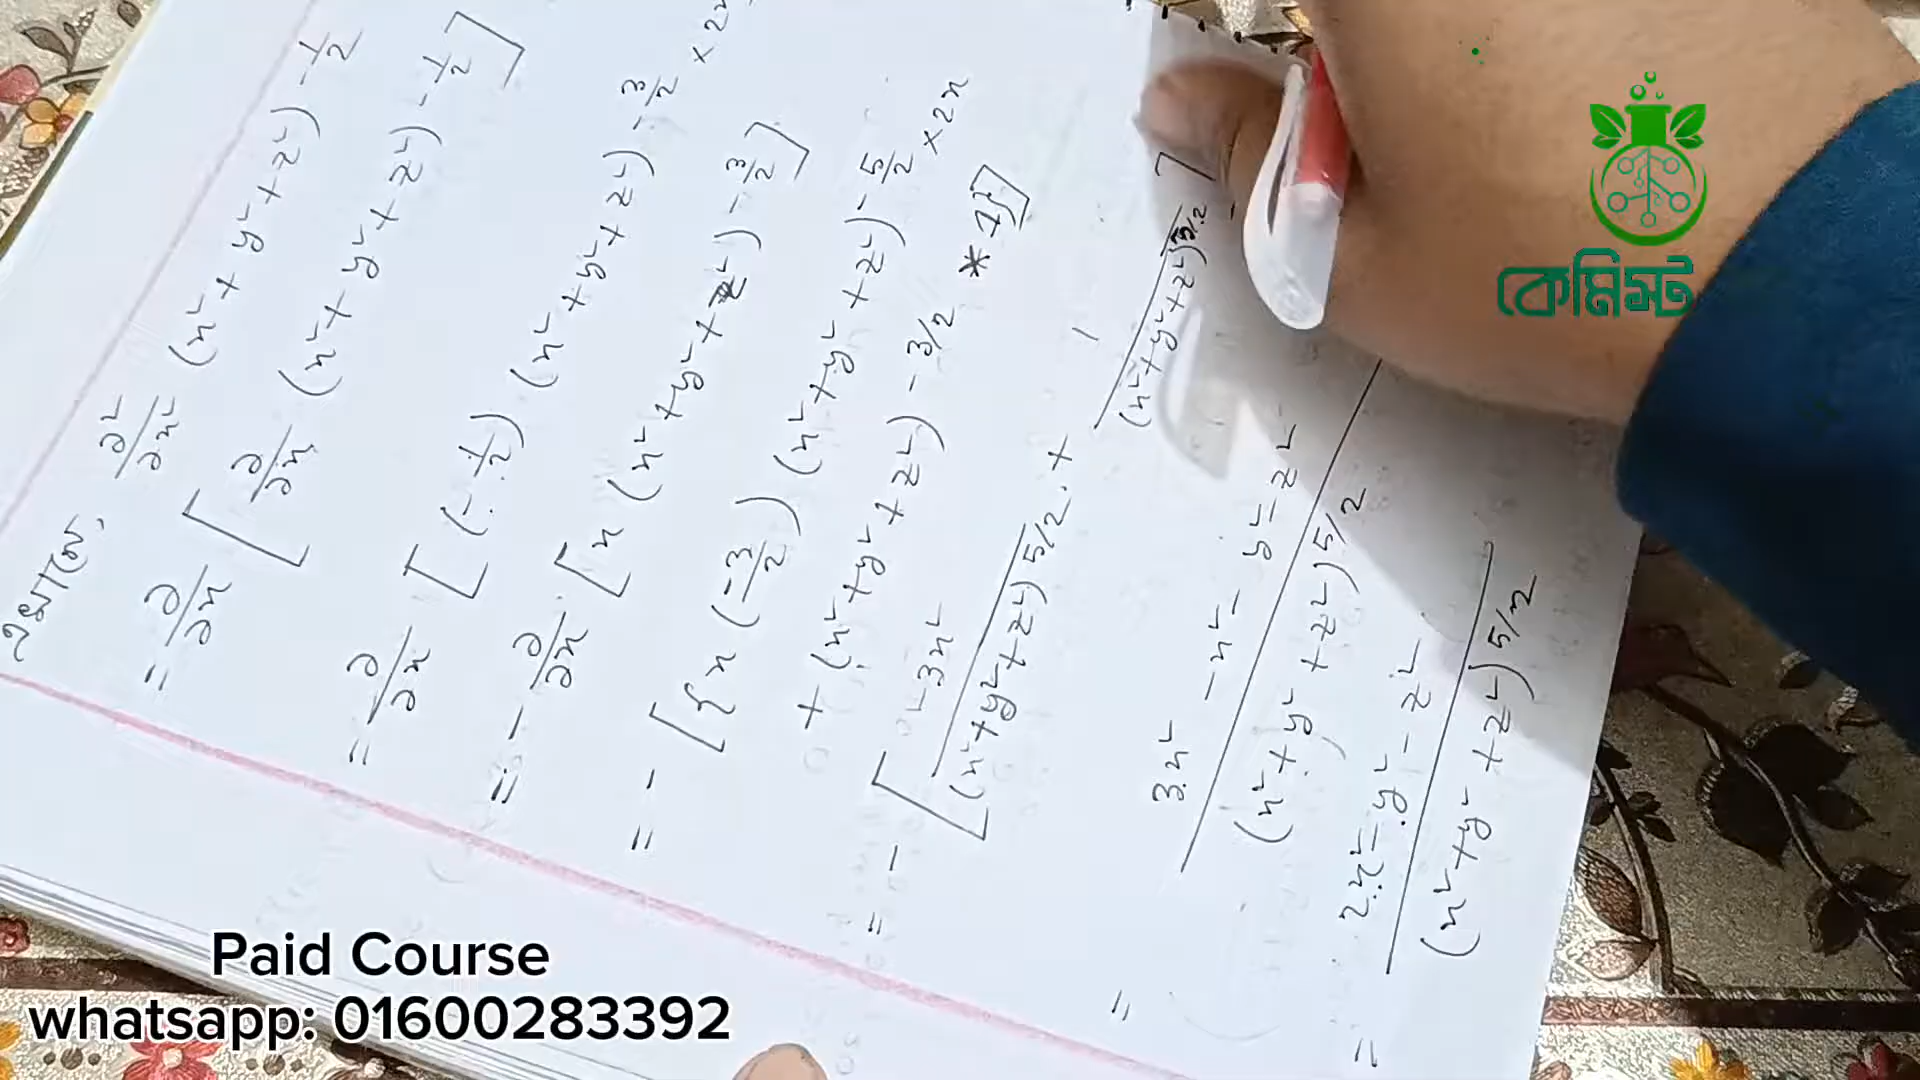 এখানে, ∂²/∂x² (x² + y² + z²)^-1/2
= ∂/∂x [ ∂/∂x (x² + y² + z²)^-1/2 ]
= ∂/∂x [ (-1/2) (x² + y² + z²)^-3/2 × 2x
= - ∂/∂x [ x (x² + y² + z²)^-3/2 ]
= - [ { x (-3/2) (x² + y² + z²)^-5/2 × 2x
+ (x² + y² + z²)^-3/2 * 1 } ]
= - [ -3x² / (x² + y² + z²)^5/2 + 1 / (x² + y² + z²)^3/2 ]
= 3x² - x² - y² - z² / (x² + y² + z²)^5/2
= 2x² - y² - z² / (x² + y² + z²)^5/2
কেমিস্ট
Paid Course
whatsapp: 01600283392